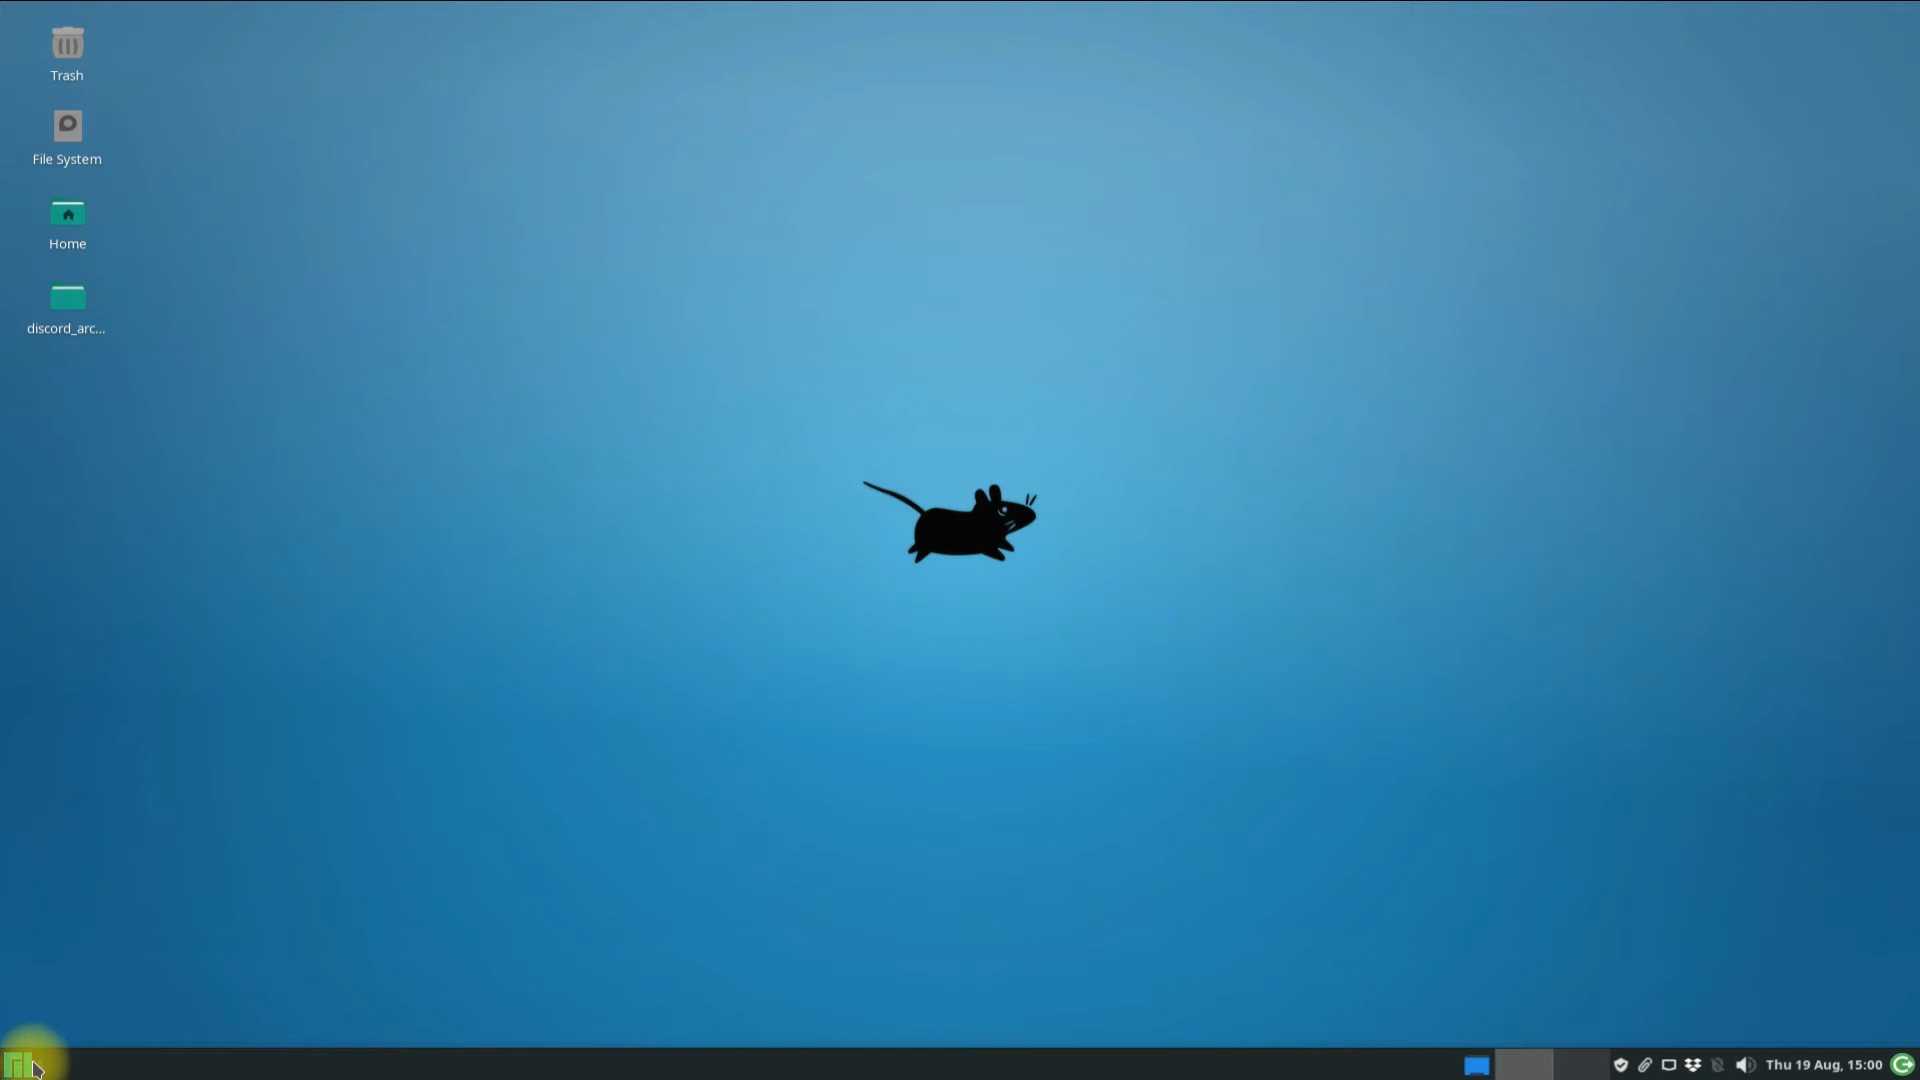 Trash
File System
Home
discord_arc...
Thu 19 Aug, 15:00